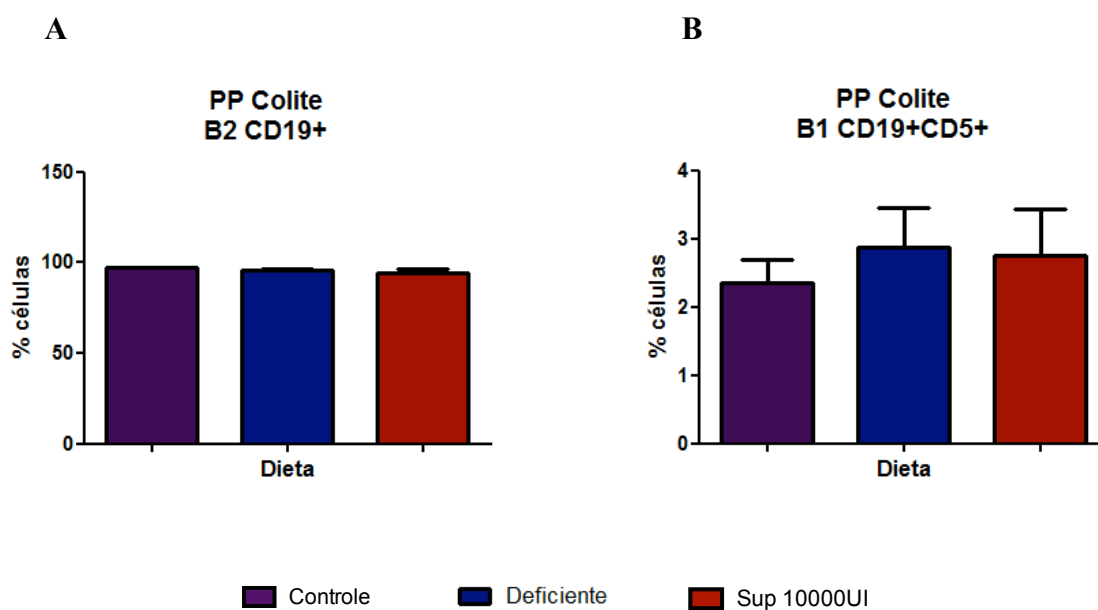 A
PP Colite
B2 CD19+
% células
150
100
50
0
Dieta
B
PP Colite
B1 CD19+CD5+
% células
4
3
2
1
0
Dieta
Controle
Deficiente
Sup 10000UI